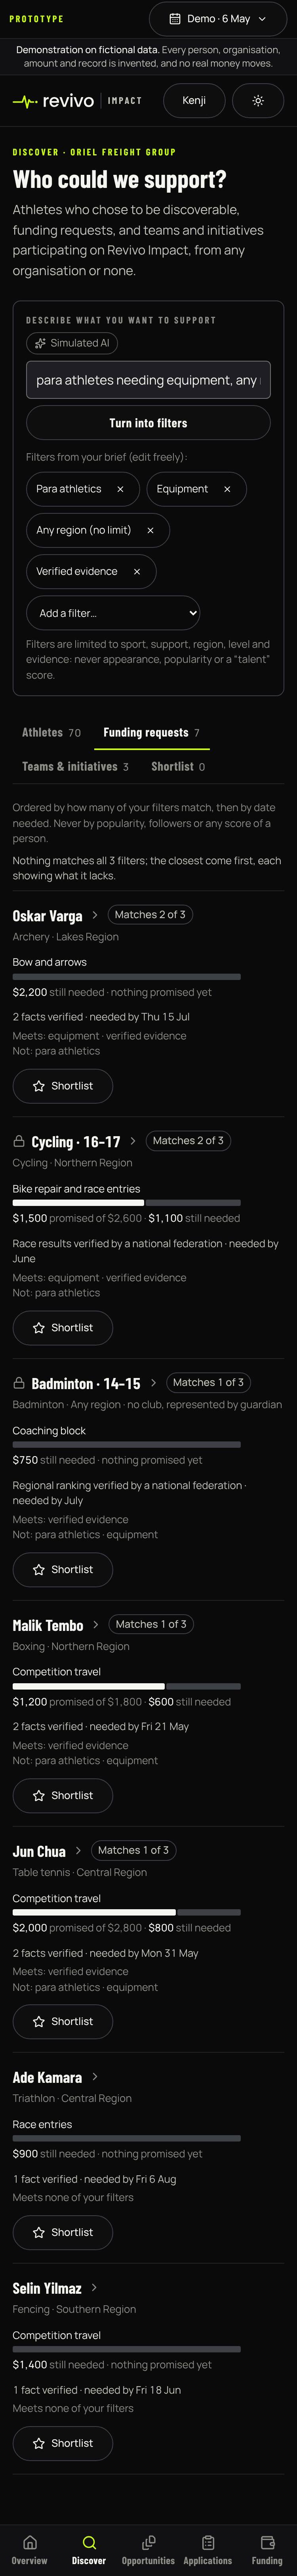 PROTOTYPE
Demo · 6 May
Demonstration on fictional data. Every person, organisation,
amount and record is invented, and no real money moves.
revivo IMPACT
Kenji
DISCOVER · ORIEL FREIGHT GROUP
Who could we support?
Athletes who chose to be discoverable,
funding requests, and teams and initiatives
participating on Revivo Impact, from any
organisation or none.
DESCRIBE WHAT YOU WANT TO SUPPORT
Simulated AI
para athletes needing equipment, any
Turn into filters
Filters from your brief (edit freely):
Para athletics ×
Equipment ×
Any region (no limit) ×
Verified evidence ×
Add a filter…
Filters are limited to sport, support, region, level and
evidence: never appearance, popularity or a “talent”
score.
Athletes 70
Funding requests 7
Teams & initiatives 3
Shortlist 0
Ordered by how many of your filters match, then by date
needed. Never by popularity, followers or any score of a
person.
Nothing matches all 3 filters; the closest come first, each
showing what it lacks.
Oskar Varga
Matches 2 of 3
Archery · Lakes Region
Bow and arrows
$2,200 still needed · nothing promised yet
2 facts verified · needed by Thu 15 Jul
Meets: equipment · verified evidence
Not: para athletics
Shortlist
Cycling · 16–17
Matches 2 of 3
Cycling · Northern Region
Bike repair and race entries
$1,500 promised of $2,600 · $1,100 still needed
Race results verified by a national federation · needed by
June
Meets: equipment · verified evidence
Not: para athletics
Shortlist
Badminton · 14–15
Matches 1 of 3
Badminton · Any region · no club, represented by guardian
Coaching block
$750 still needed · nothing promised yet
Regional ranking verified by a national federation ·
needed by July
Meets: verified evidence
Not: para athletics · equipment
Shortlist
Malik Tembo
Matches 1 of 3
Boxing · Northern Region
Competition travel
$1,200 promised of $1,800 · $600 still needed
2 facts verified · needed by Fri 21 May
Meets: verified evidence
Not: para athletics · equipment
Shortlist
Jun Chua
Matches 1 of 3
Table tennis · Central Region
Competition travel
$2,000 promised of $2,800 · $800 still needed
2 facts verified · needed by Mon 31 May
Meets: verified evidence
Not: para athletics · equipment
Shortlist
Ade Kamara
Triathlon · Central Region
Race entries
$900 still needed · nothing promised yet
1 fact verified · needed by Fri 6 Aug
Meets none of your filters
Shortlist
Selin Yilmaz
Fencing · Southern Region
Competition travel
$1,400 still needed · nothing promised yet
1 fact verified · needed by Fri 18 Jun
Meets none of your filters
Shortlist
Overview
Discover
Opportunities
Applications
Funding